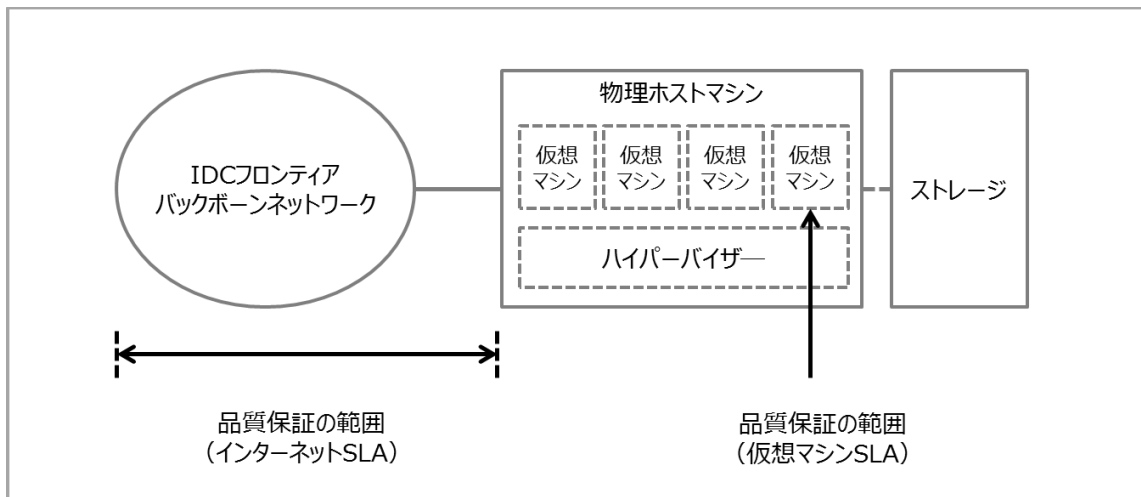 物理ホストマシン
仮想
マシン
仮想
マシン
仮想
マシン
仮想
マシン
IDCフロンティア
バックボーンネットワーク
ストレージ
ハイパーバイザ―
品質保証の範囲
（インターネットSLA）
品質保証の範囲
（仮想マシンSLA）